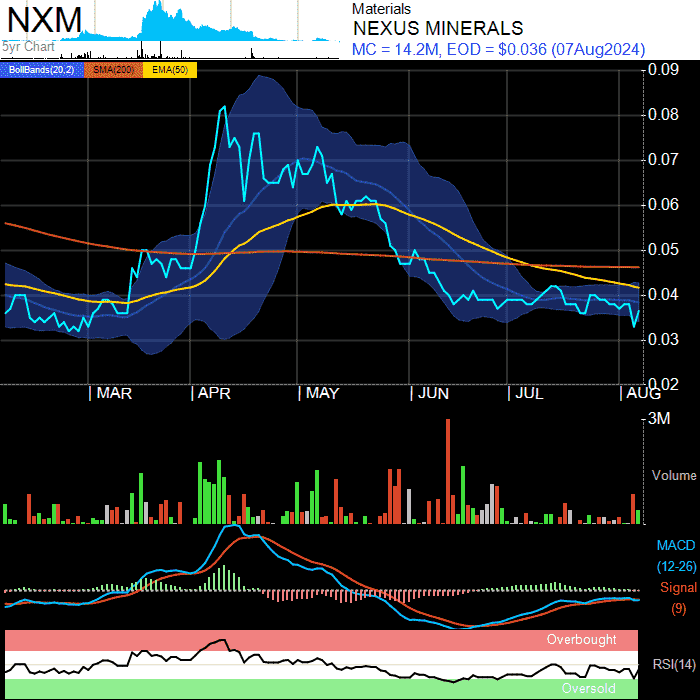 NXM
5yr Chart
Materials
NEXUS MINERALS
MC = 14.2M, EOD = $0.036 (07Aug2024)
BollBands(20,2) SMA(200) EMA(50)
0.09
0.08
0.07
0.06
0.05
0.04
0.03
0.02
MAR APR MAY JUN JUL AUG
3M
Volume
MACD
(12-26)
Signal
(9)
Overbought
RSI(14)
Oversold